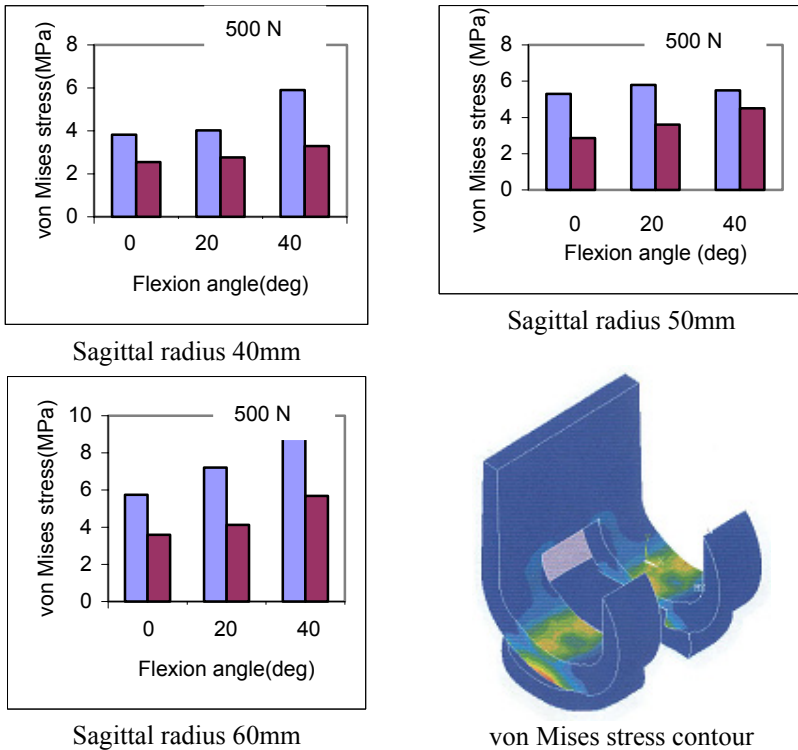 500 N
von Mises stress(MPa)
8
6
4
2
0
0 20 40
Flexion angle(deg)
Sagittal radius 40mm
500 N
von Mises stress (MPa)
8
6
4
2
0
0 20 40
Flexion angle (deg)
Sagittal radius 50mm
500 N
von Mises stress(MPa)
10
8
6
4
2
0
0 20 40
Flexion angle(deg)
Sagittal radius 60mm
von Mises stress contour